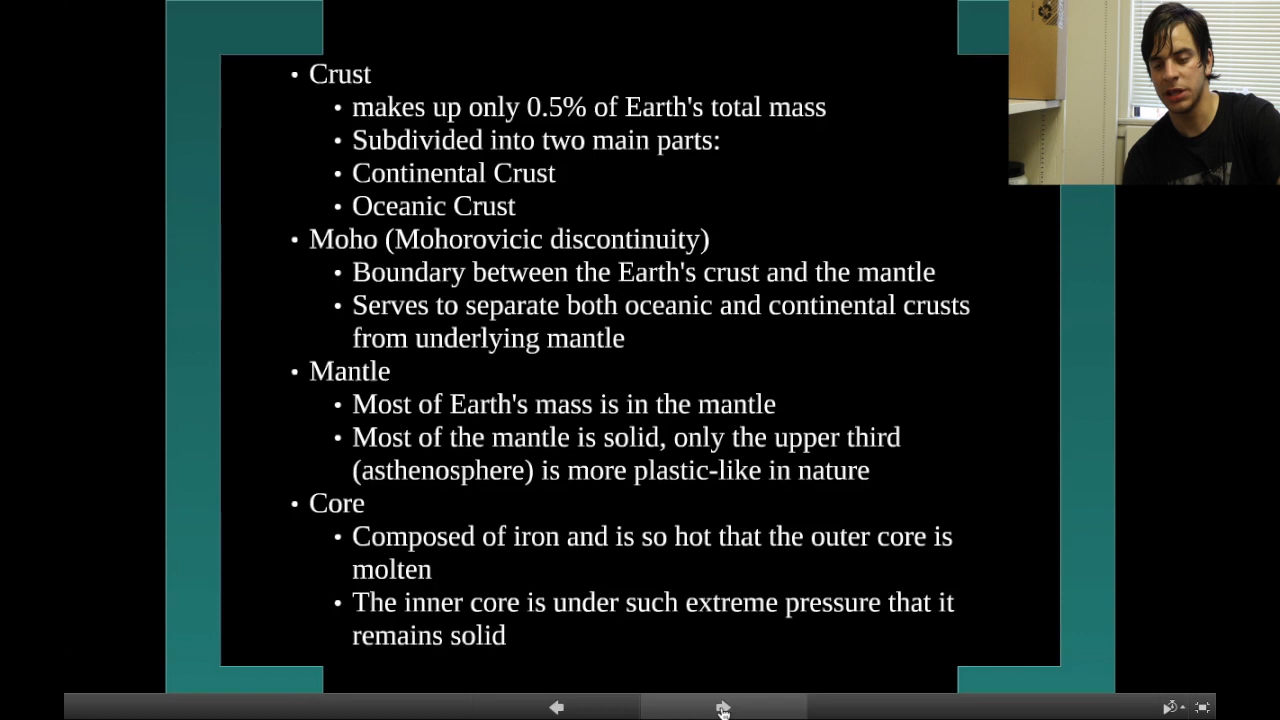 • Crust
• makes up only 0.5% of Earth's total mass
• Subdivided into two main parts:
• Continental Crust
• Oceanic Crust
• Moho (Mohorovicic discontinuity)
• Boundary between the Earth's crust and the mantle
• Serves to separate both oceanic and continental crusts
from underlying mantle
• Mantle
• Most of Earth's mass is in the mantle
• Most of the mantle is solid, only the upper third
(asthenosphere) is more plastic-like in nature
• Core
• Composed of iron and is so hot that the outer core is
molten
• The inner core is under such extreme pressure that it
remains solid